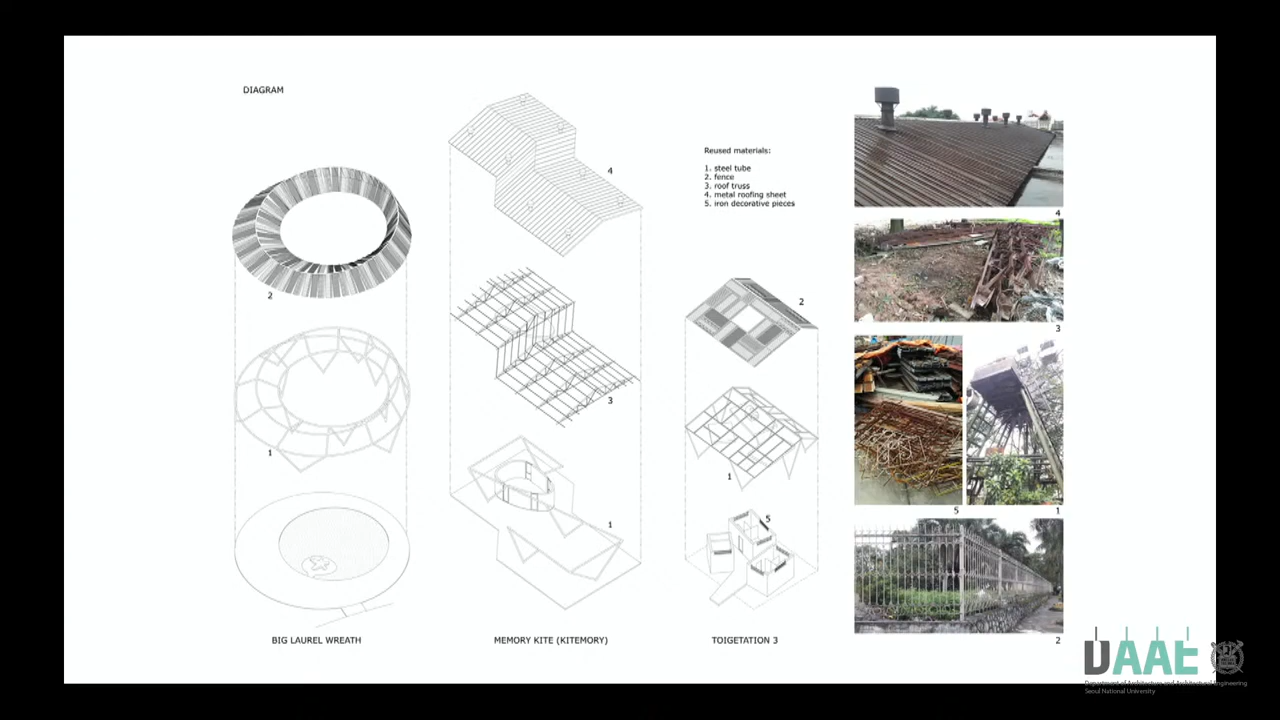 DIAGRAM
4
Reused materials:
1. steel tube
2. fence
3. roof truss
4. metal roofing sheet
5. iron decorative pieces
4
2
2
3
3
1
1
5
1
5
1
BIG LAUREL WREATH
MEMORY KITE (KITEMORY)
TOIGETATION 3
2
UAAE
Department of Architecture and Architectural Engineering
Seoul National University